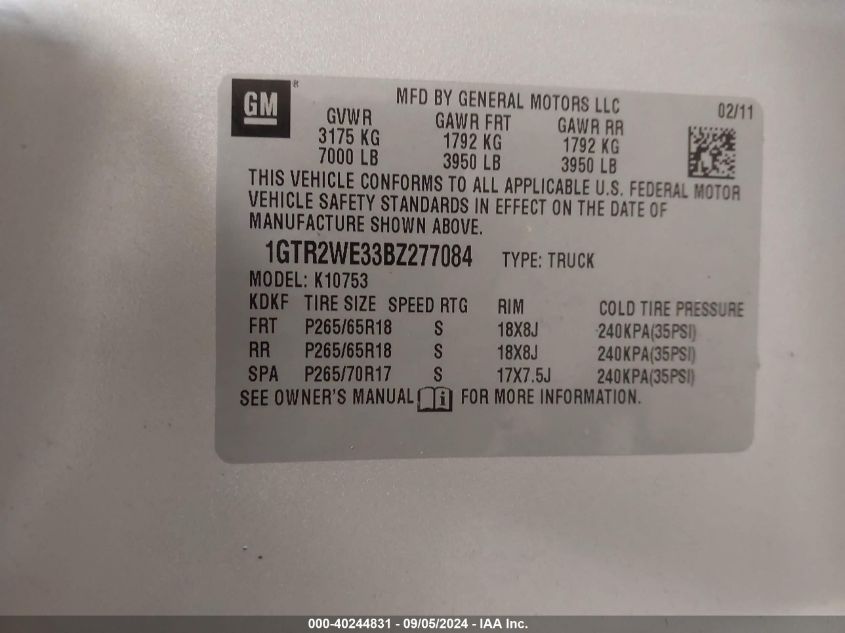 GM ® MFD BY GENERAL MOTORS LLC 02/11
GVWR GAWR FRT GAWR RR
3175 KG 1792 KG 1792 KG
7000 LB 3950 LB 3950 LB
THIS VEHICLE CONFORMS TO ALL APPLICABLE U.S. FEDERAL MOTOR
VEHICLE SAFETY STANDARDS IN EFFECT ON THE DATE OF
MANUFACTURE SHOWN ABOVE.
1GTR2WE33BZ277084 TYPE: TRUCK
MODEL: K10753
KDKF TIRE SIZE SPEED RTG RIM COLD TIRE PRESSURE
FRT P265/65R18 S 18X8J 240KPA(35PSI)
RR P265/65R18 S 18X8J 240KPA(35PSI)
SPA P265/70R17 S 17X7.5J 240KPA(35PSI)
SEE OWNER'S MANUAL i FOR MORE INFORMATION.
000-40244831 - 09/05/2024 - IAA Inc.